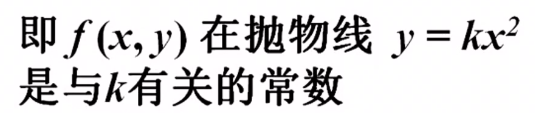 即 f (x, y) 在抛物线 y = kx²
是与k有关的常数